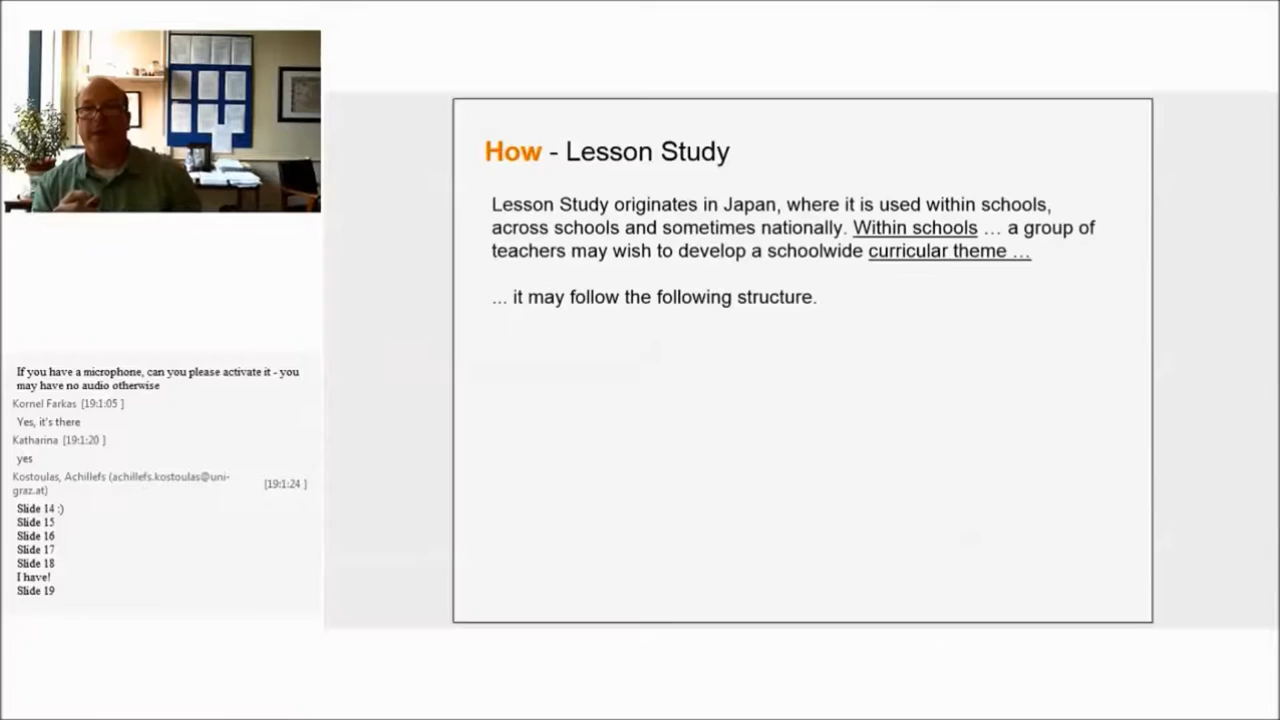 How - Lesson Study
Lesson Study originates in Japan, where it is used within schools,
across schools and sometimes nationally. Within schools … a group of
teachers may wish to develop a schoolwide curricular theme …
... it may follow the following structure.
If you have a microphone, can you please activate it - you
may have no audio otherwise
Kornel Farkas [19:1:05 ]
Yes, it's there
Katharina [19:1:20 ]
yes
Kostoulas, Achillefs (achillefs.kostoulas@uni-
graz.at) [19:1:24 ]
Slide 14 :)
Slide 15
Slide 16
Slide 17
Slide 18
I have!
Slide 19